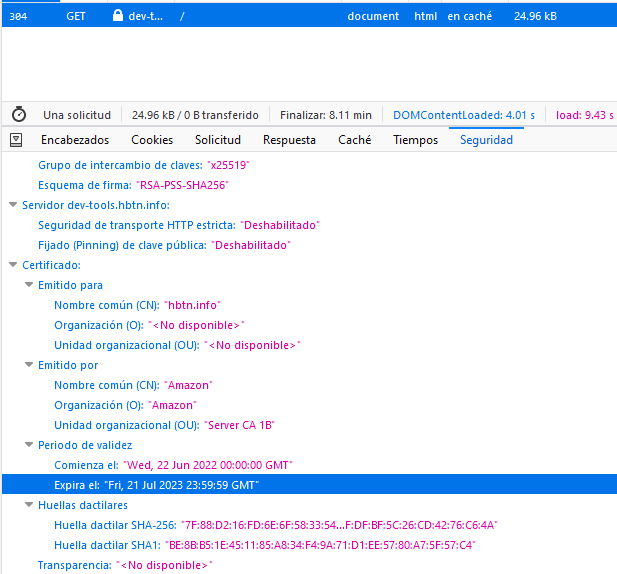 304 GET dev-t... / document html en caché 24.96 kB
Una solicitud 24.96 kB / 0 B transferido Finalizar: 8.11 min DOMContentLoaded: 4.01 s load: 9.43 s
Encabezados Cookies Solicitud Respuesta Caché Tiempos Seguridad
Grupo de intercambio de claves: "x25519"
Esquema de firma: "RSA-PSS-SHA256"
Servidor dev-tools.hbtn.info:
Seguridad de transporte HTTP estricta: "Deshabilitado"
Fijado (Pinning) de clave pública: "Deshabilitado"
Certificado:
Emitido para
Nombre común (CN): "hbtn.info"
Organización (O): "<No disponible>"
Unidad organizacional (OU): "<No disponible>"
Emitido por
Nombre común (CN): "Amazon"
Organización (O): "Amazon"
Unidad organizacional (OU): "Server CA 1B"
Periodo de validez
Comienza el: "Wed, 22 Jun 2022 00:00:00 GMT"
Expira el: "Fri, 21 Jul 2023 23:59:59 GMT"
Huellas dactilares
Huella dactilar SHA-256: "7F:88:D2:16:FD:6E:6F:58:33:54...F:DF:BF:5C:26:CD:42:76:C6:4A"
Huella dactilar SHA1: "BE:8B:B5:1E:45:11:85:A8:34:F4:9A:71:D1:EE:57:80:A7:5F:57:C4"
Transparencia: "<No disponible>"